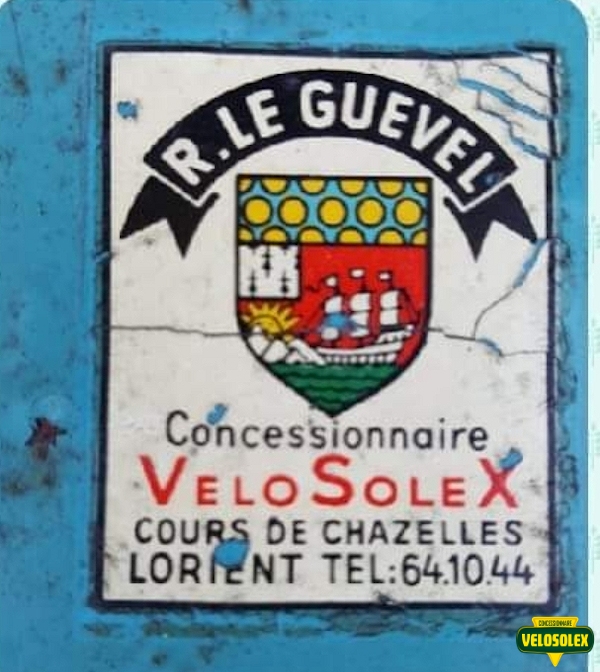 R. LE GUEVEL
Concessionnaire
VELOSOLEX
COURS DE CHAZELLES
LORIENT TEL: 64.10.44
CONCESSIONNAIRE
VELOSOLEX